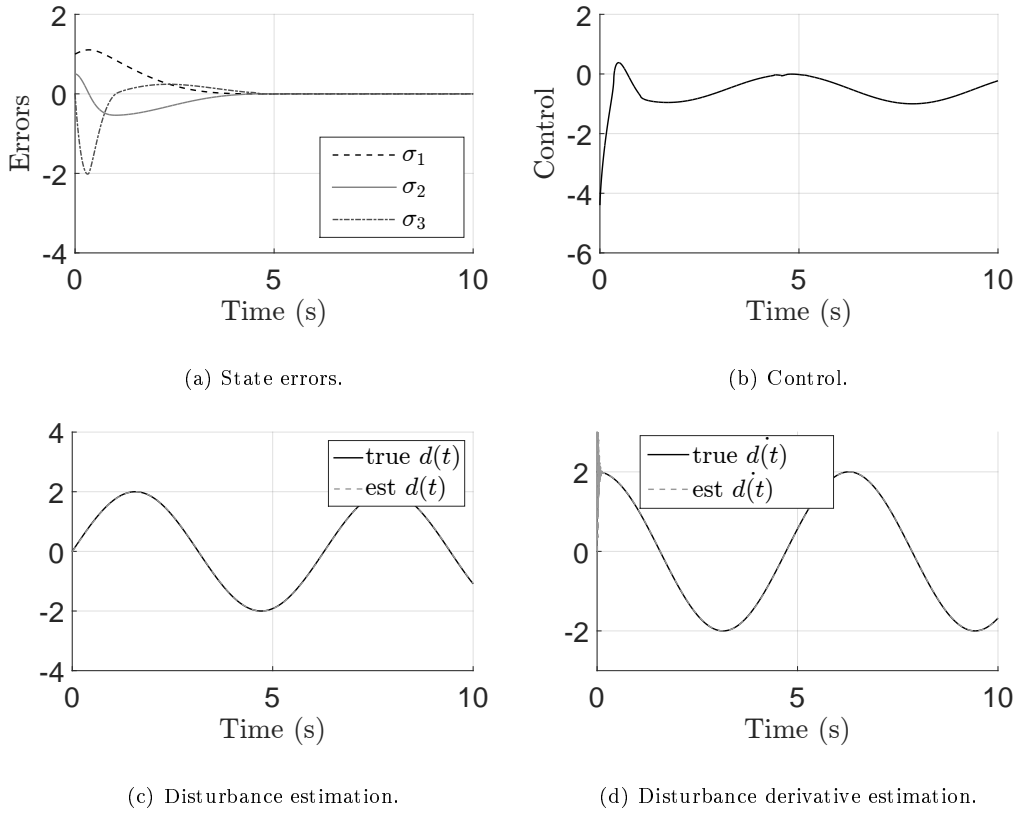 2
0
-2
-4
Errors
σ1
σ2
σ3
0
5
10
Time (s)
(a) State errors.
0
2
0
-2
-4
-6
Control
0
5
10
Time (s)
(b) Control.
4
2
0
-2
-4
true d(t)
est d(t)
0
5
10
Time (s)
(c) Disturbance estimation.
2
0
-2
true ḋ(t)
est ḋ(t)
0
5
10
Time (s)
(d) Disturbance derivative estimation.